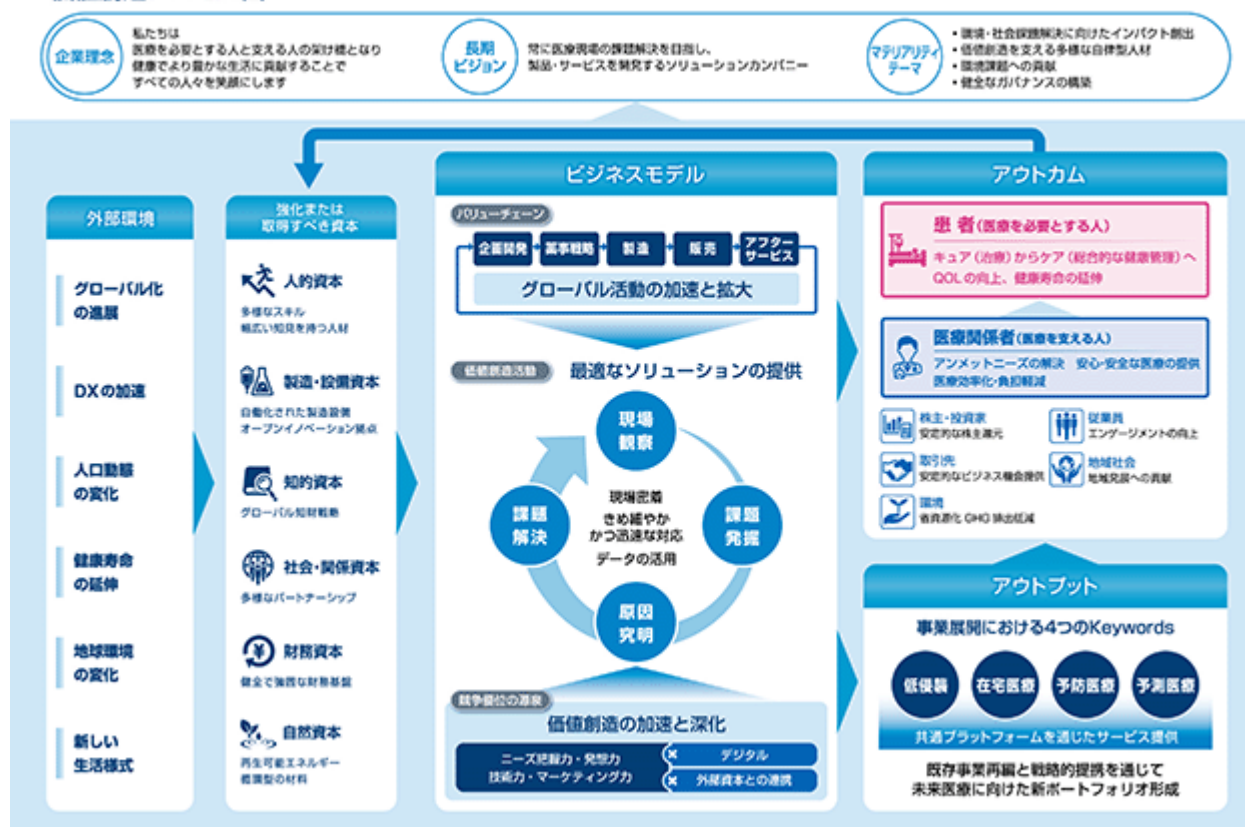 企業理念
私たちは
医療を必要とする人と支える人の架け橋となり
健康でより豊かな生活に貢献することで
すべての人々を笑顔にします
長期
ビジョン
常に医療現場の課題解決を目指し、
製品・サービスを開発するソリューションカンパニー
マテリアリティ
テーマ
・環境・社会課題解決に向けたインパクト創出
・価値創造を支える多様な自律型人材
・環境課題への貢献
・健全なガバナンスの構築
外部環境
グローバル化
の進展
DXの加速
人口動態
の変化
健康寿命
の延伸
地球環境
の変化
新しい
生活様式
強化または
取得すべき資本
人的資本
多様なスキル
幅広い知見を持つ人材
製造・設備資本
自動化された製造設備
オープンイノベーション拠点
知的資本
グローバル知財戦略
社会・関係資本
多様なパートナーシップ
財務資本
健全で強固な財務基盤
自然資本
再生可能エネルギー
循環型の材料
ビジネスモデル
バリューチェーン
企画開発
薬事戦略
製造
販売
アフター
サービス
グローバル活動の加速と拡大
価値創造活動
最適なソリューションの提供
現場
観察
課題
発掘
原因
究明
課題
解決
現場密着
きめ細やか
かつ迅速な対応
データの活用
競争優位の源泉
価値創造の加速と深化
ニーズ把握力・発想力
技術力・マーケティング力
×
デジタル
×
外部資本との連携
アウトカム
患者(医療を必要とする人)
キュア(治療)からケア(総合的な健康管理)へ
QOLの向上、健康寿命の延伸
医療関係者(医療を支える人)
アンメットニーズの解決 安心・安全な医療の提供
医療効率化・負担軽減
株主・投資家
安定的な株主還元
従業員
エンゲージメントの向上
取引先
安定的なビジネス機会提供
地域社会
地域発展への貢献
環境
省資源化 GHG 排出低減
アウトプット
事業展開における4つのKeywords
低侵襲
在宅医療
予防医療
予測医療
共通プラットフォームを通じたサービス提供
既存事業再編と戦略的提携を通じて
未来医療に向けた新ポートフォリオ形成